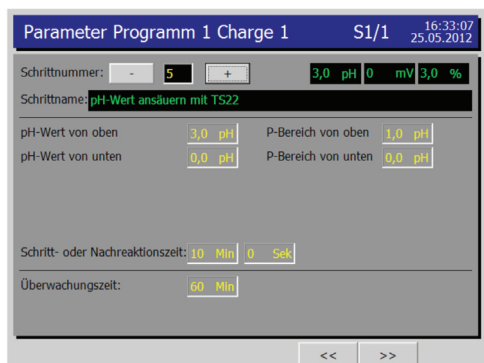 Parameter Programm 1 Charge 1 S1/1 16:33:07
25.05.2012
Schrittnummer: - 5 + 3,0 pH 0 mV 3,0 %
Schrittname: pH-Wert ansäuern mit TS22
pH-Wert von oben 3,0 pH P-Bereich von oben 1,0 pH
pH-Wert von unten 0,0 pH P-Bereich von unten 0,0 pH
Schritt- oder Nachreaktionszeit: 10 Min 0 Sek
Überwachungszeit: 60 Min
<< >>